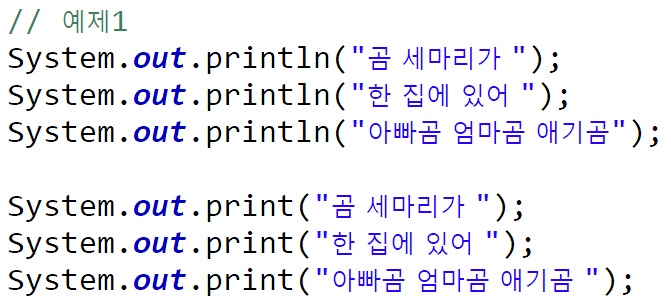 // 예제1
System.out.println("곰 세마리가 ");
System.out.println("한 집에 있어 ");
System.out.println("아빠곰 엄마곰 애기곰");
System.out.print("곰 세마리가 ");
System.out.print("한 집에 있어 ");
System.out.print("아빠곰 엄마곰 애기곰 ");